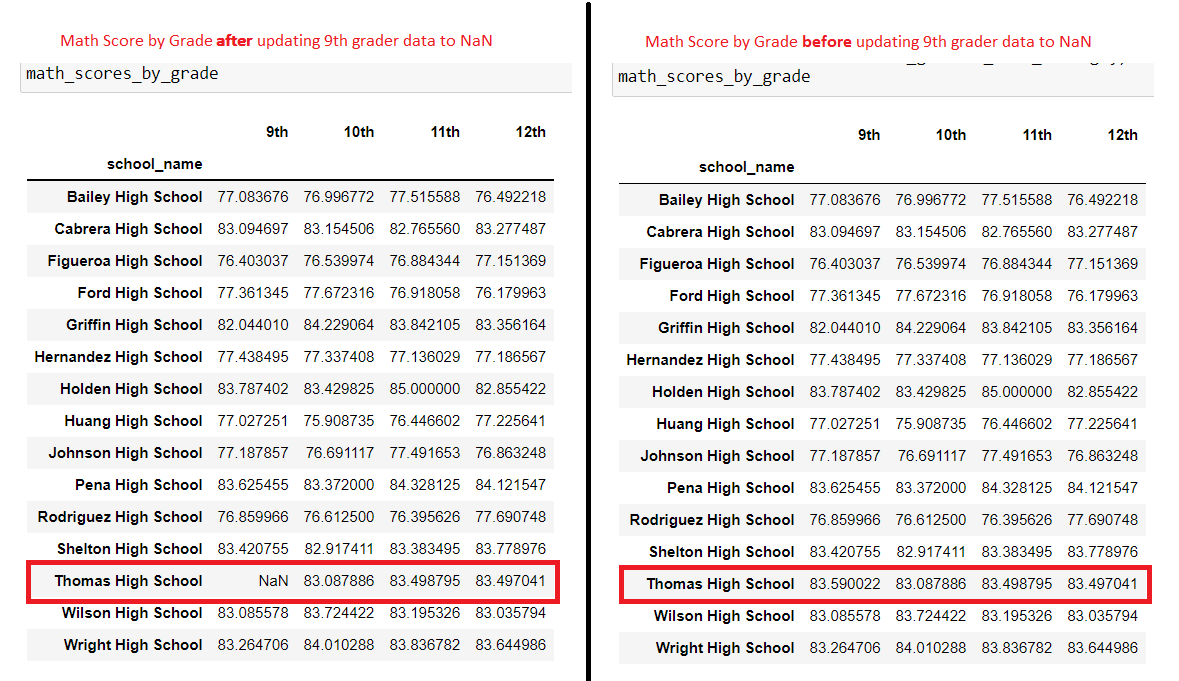 Math Score by Grade after updating 9th grader data to NaN
math_scores_by_grade
9th 10th 11th 12th
school_name
Bailey High School 77.083676 76.996772 77.515588 76.492218
Cabrera High School 83.094697 83.154506 82.765560 83.277487
Figueroa High School 76.403037 76.539974 76.884344 77.151369
Ford High School 77.361345 77.672316 76.918058 76.179963
Griffin High School 82.044010 84.229064 83.842105 83.356164
Hernandez High School 77.438495 77.337408 77.136029 77.186567
Holden High School 83.787402 83.429825 85.000000 82.855422
Huang High School 77.027251 75.908735 76.446602 77.225641
Johnson High School 77.187857 76.691117 77.491653 76.863248
Pena High School 83.625455 83.372000 84.328125 84.121547
Rodriguez High School 76.859966 76.612500 76.395626 77.690748
Shelton High School 83.420755 82.917411 83.383495 83.778976
Thomas High School NaN 83.087886 83.498795 83.497041
Wilson High School 83.085578 83.724422 83.195326 83.035794
Wright High School 83.264706 84.010288 83.836782 83.644986
Math Score by Grade before updating 9th grader data to NaN
math_scores_by_grade
9th 10th 11th 12th
school_name
Bailey High School 77.083676 76.996772 77.515588 76.492218
Cabrera High School 83.094697 83.154506 82.765560 83.277487
Figueroa High School 76.403037 76.539974 76.884344 77.151369
Ford High School 77.361345 77.672316 76.918058 76.179963
Griffin High School 82.044010 84.229064 83.842105 83.356164
Hernandez High School 77.438495 77.337408 77.136029 77.186567
Holden High School 83.787402 83.429825 85.000000 82.855422
Huang High School 77.027251 75.908735 76.446602 77.225641
Johnson High School 77.187857 76.691117 77.491653 76.863248
Pena High School 83.625455 83.372000 84.328125 84.121547
Rodriguez High School 76.859966 76.612500 76.395626 77.690748
Shelton High School 83.420755 82.917411 83.383495 83.778976
Thomas High School 83.590022 83.087886 83.498795 83.497041
Wilson High School 83.085578 83.724422 83.195326 83.035794
Wright High School 83.264706 84.010288 83.836782 83.644986